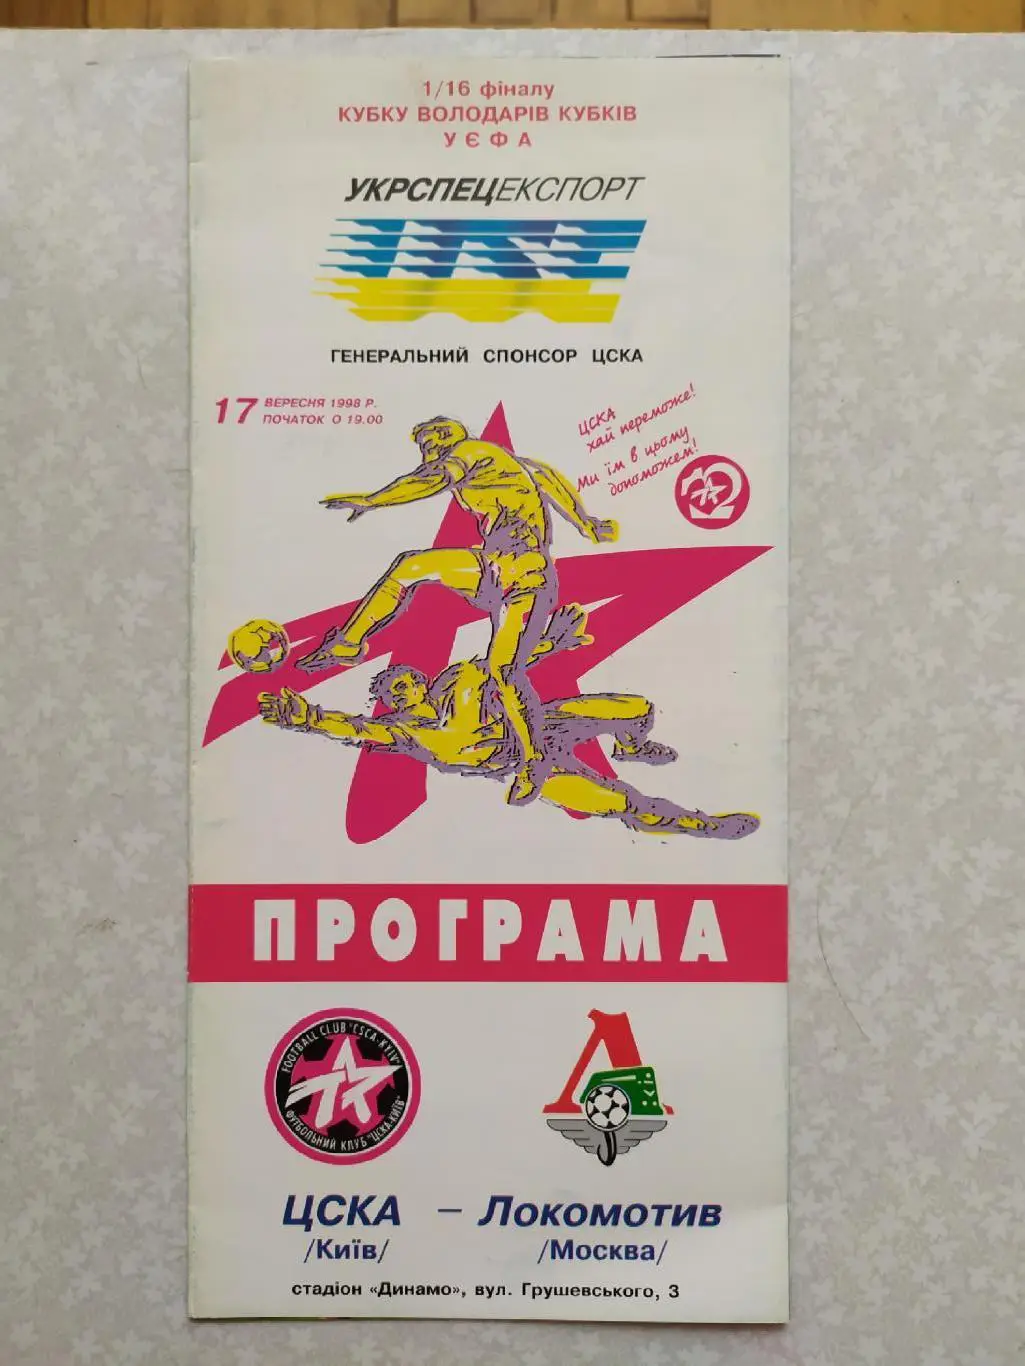 1/16 фіналу
КУБКУ ВОЛОДАРІВ КУБКІВ
УЄФА
УКРСПЕЦЕКСПОРТ
ГЕНЕРАЛЬНИЙ СПОНСОР ЦСКА
17 ВЕРЕСНЯ 1998 Р.
ПОЧАТОК О 19.00
ЦСКА
хай переможе!
Ми їм в цьому
допоможем!
12
ПРОГРАМА
FOOTBALL CLUB "CSCA-KYIV"
ФУТБОЛЬНИЙ КЛУБ "ЦСКА-КИЇВ"
Л
ЦСКА – Локомотив
/Київ/ /Москва/
стадіон «Динамо», вул. Грушевського, 3